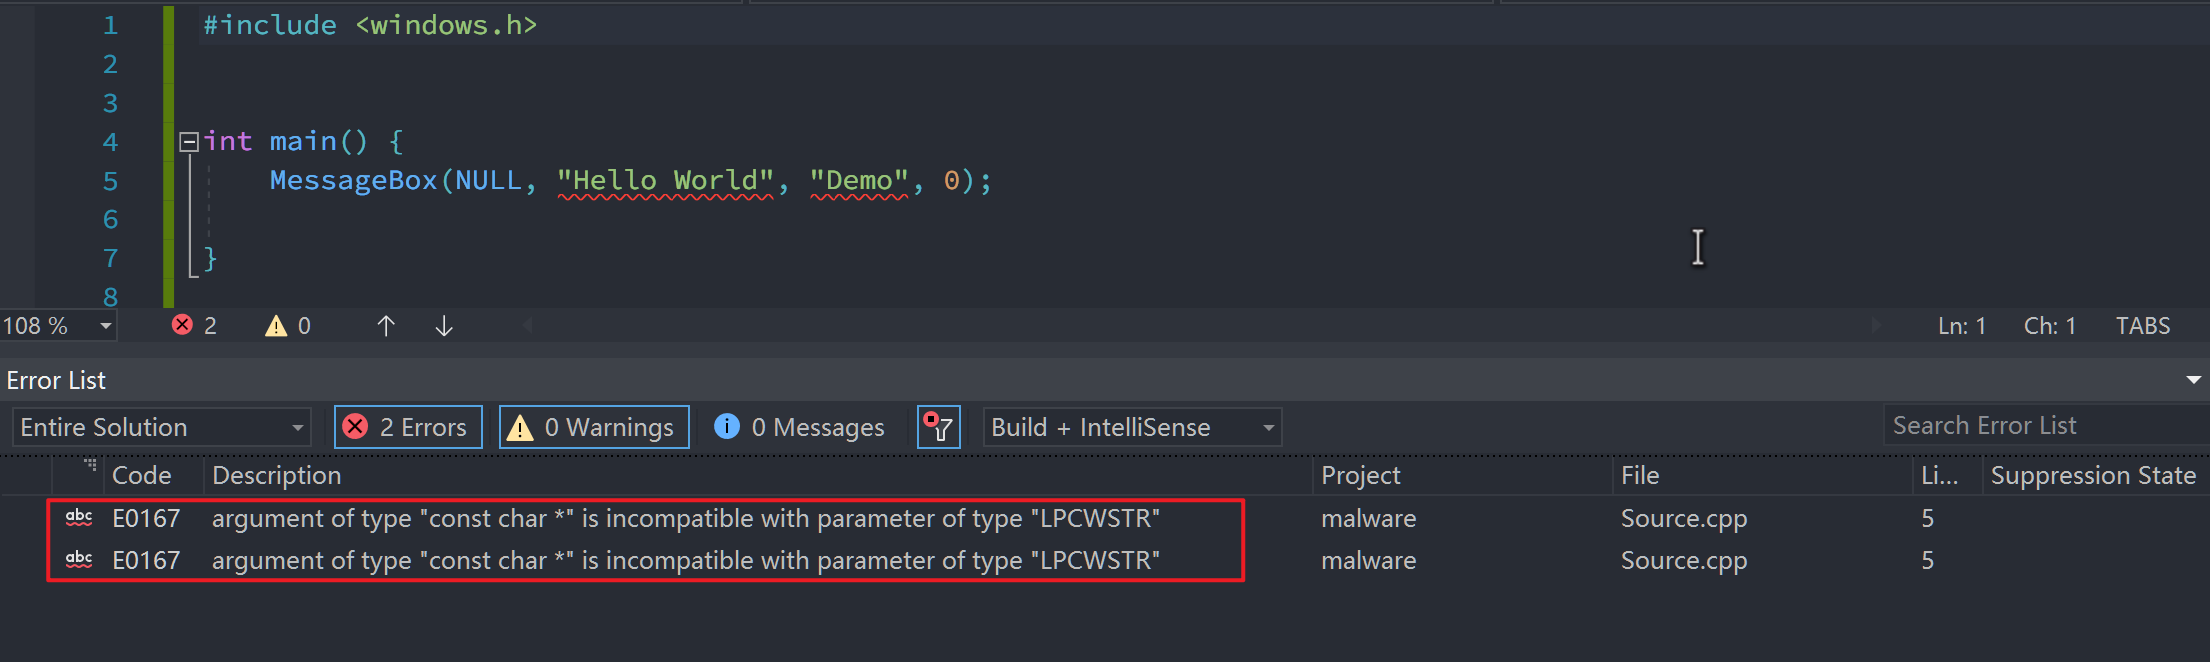 1 #include <windows.h>
2
3
4 int main() {
5 MessageBox(NULL, "Hello World", "Demo", 0);
6
7 }
8
108 % 2 0 Ln: 1 Ch: 1 TABS
Error List
Entire Solution 2 Errors 0 Warnings 0 Messages Build + IntelliSense Search Error List
Code Description Project File Li... Suppression State
abc E0167 argument of type "const char *" is incompatible with parameter of type "LPCWSTR" malware Source.cpp 5
abc E0167 argument of type "const char *" is incompatible with parameter of type "LPCWSTR" malware Source.cpp 5